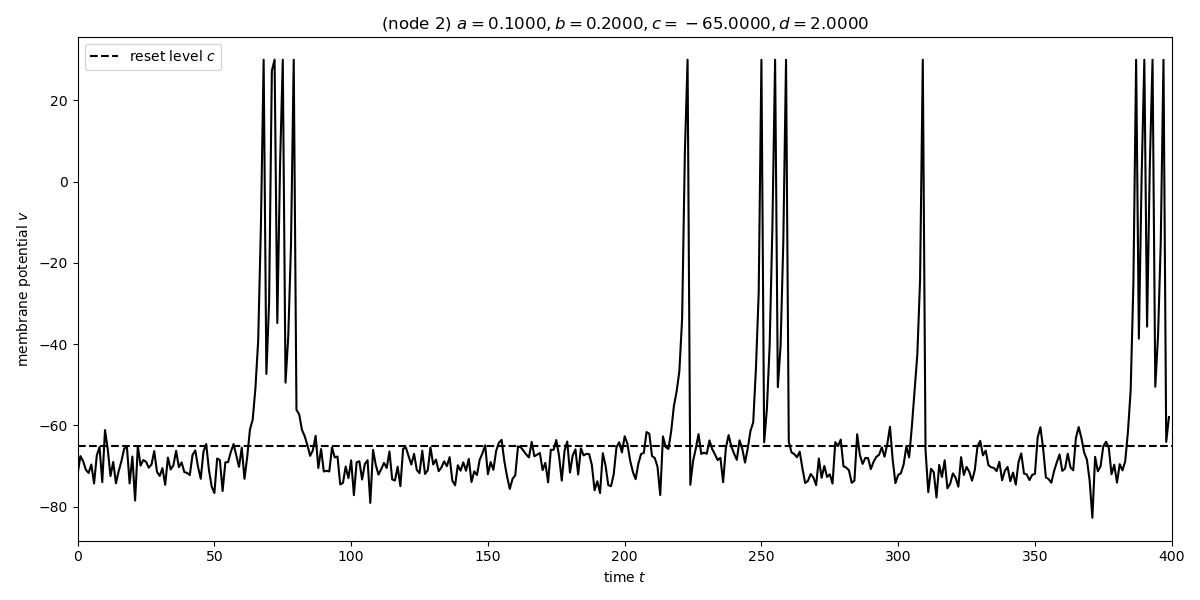 (node 2) a = 0.1000, b = 0.2000, c = −65.0000, d = 2.0000
reset level c
20
0
−20
−40
−60
−80
membrane potential v
0 50 100 150 200 250 300 350 400
time t